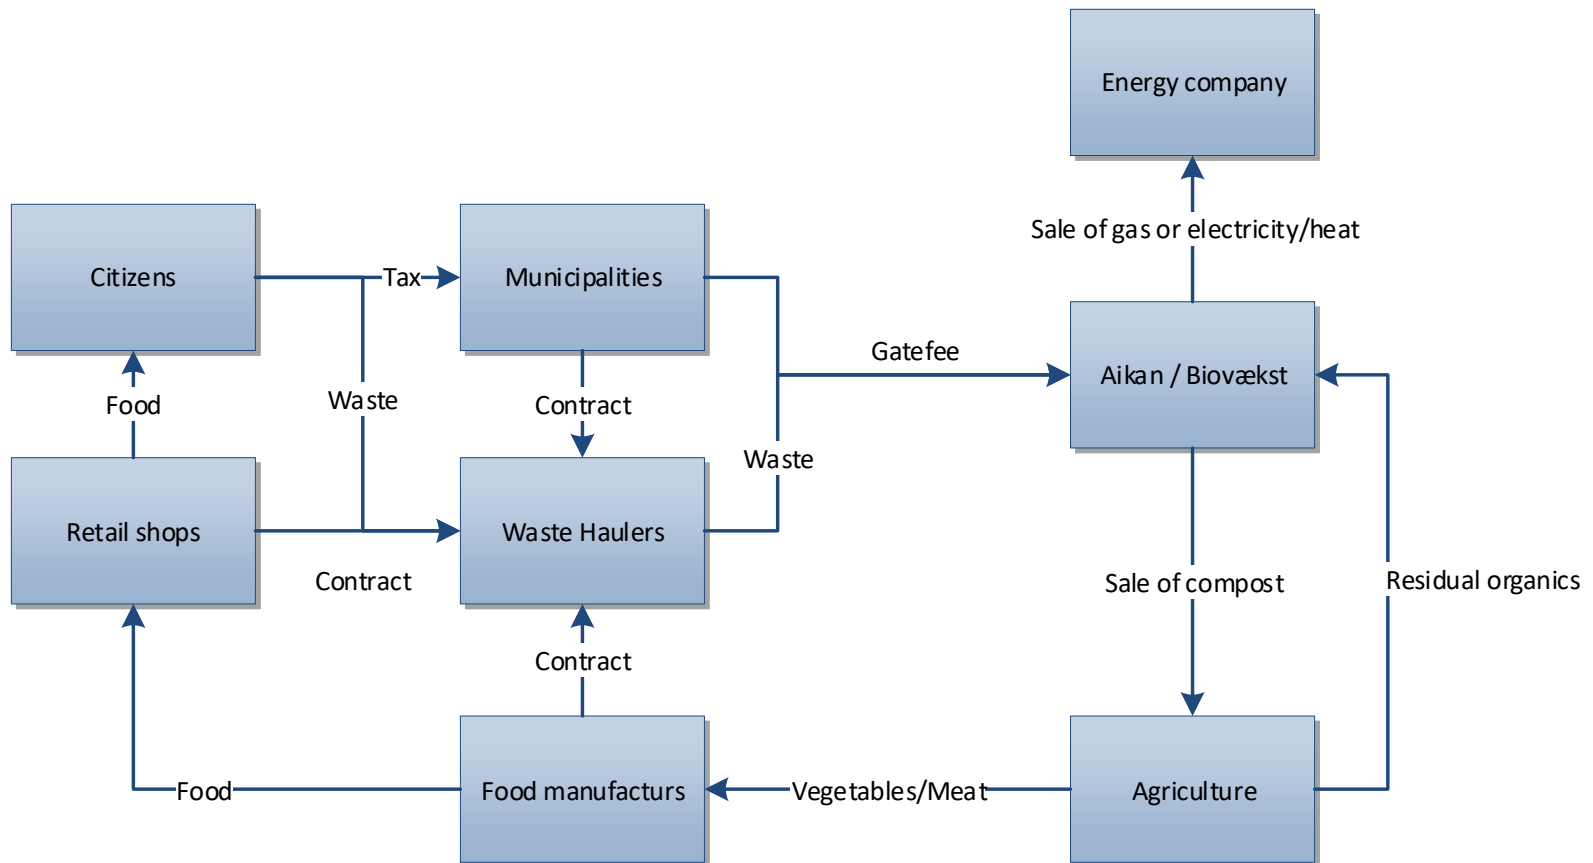 Energy company
Sale of gas or electricity/heat
Citizens
Tax
Municipalities
Gatefee
Aikan / Biovækst
Food
Waste
Contract
Waste
Retail shops
Waste Haulers
Contract
Sale of compost
Residual organics
Contract
Food
Food manufacturs
Vegetables/Meat
Agriculture